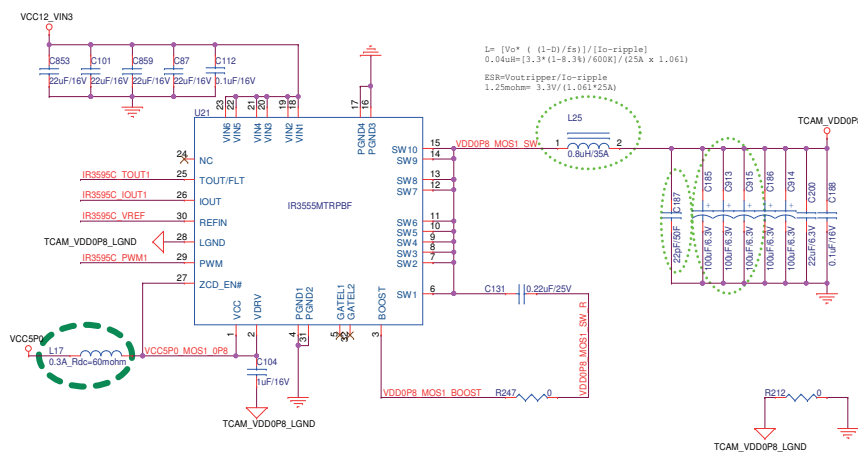 VCC12_VIN3
C853
22uF/16V
C101
22uF/16V
C859
22uF/16V
C87
22uF/16V
C112
0.1uF/16V
L= [Vo* ( (1-D)/fs)]/[Io-ripple]
0.04uH=[3.3*(1-8.3%)/600K]/(25A x 1.061)
ESR=Voutripper/Io-ripple
1.25mohm= 3.3V/(1.061*25A)
U21
23 22 21 20 19 18
VIN6 VIN5 VIN4 VIN3 VIN2 VIN1
17 16
PGND4 PGND3
24 NC
IR3595C_TOUT1 25 TOUT/FLT
IR3595C_IOUT1 26 IOUT
IR3595C_VREF 30 REFIN
TCAM_VDD0P8_LGND 28 LGND
IR3595C_PWM1 29 PWM
27 ZCD_EN#
IR3555MTRPBF
SW10 15
SW9 14
SW8 13
SW7 12
SW6 11
SW5 10
SW4 9
SW3 8
SW2 7
SW1 6
VCC VDRV PGND1 PGND2 GATEL1 GATEL2 BOOST
1 2 4 31 5 32 3
VDD0P8_MOS1_SW
L25
1 2
0.8uH/35A
TCAM_VDD0P8
C187
22pF/50F
C185
100uF/6.3V
C913
100uF/6.3V
C915
100uF/6.3V
C186
100uF/6.3V
C914
100uF/6.3V
C200
22uF/6.3V
C188
0.1uF/16V
C131 0.22uF/25V
VDD0P8_MOS1_SW_R
VCC5P0
L17
0.3A_Rdc=60mohm
VCC5P0_MOS1_0P8
C104
1uF/16V
TCAM_VDD0P8_LGND
VDD0P8_MOS1_BOOST
R247 0
R212 0
TCAM_VDD0P8_LGND